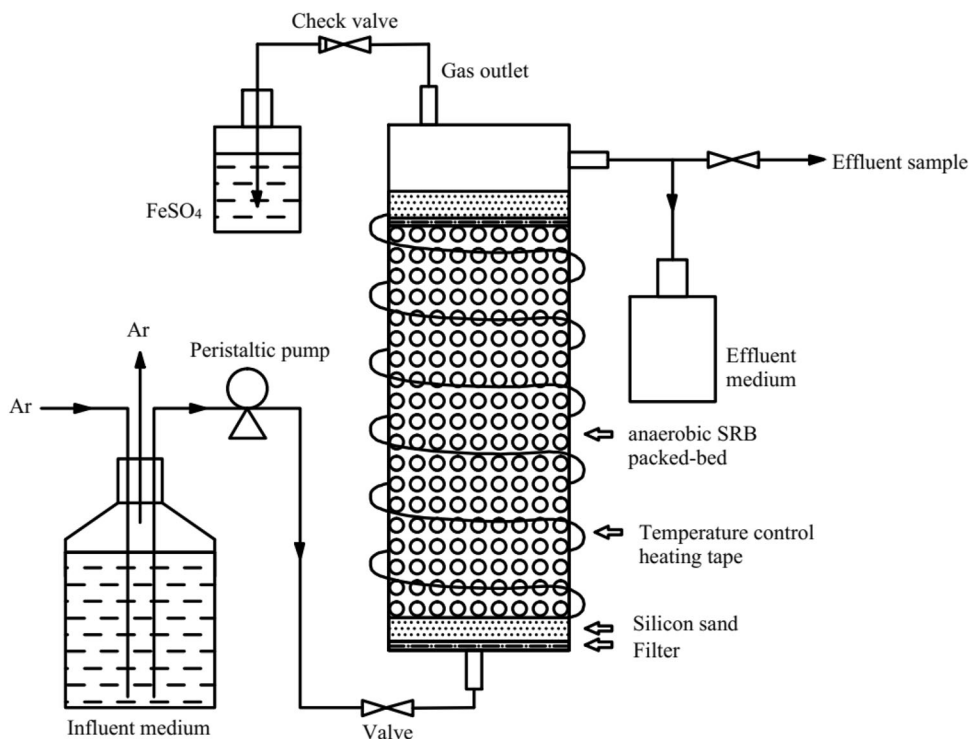 Check valve
Gas outlet
FeSO₄
Effluent sample
Ar
Peristaltic pump
Ar
Effluent
medium
anaerobic SRB
packed-bed
Temperature control
heating tape
Silicon sand
Filter
Influent medium
Valve